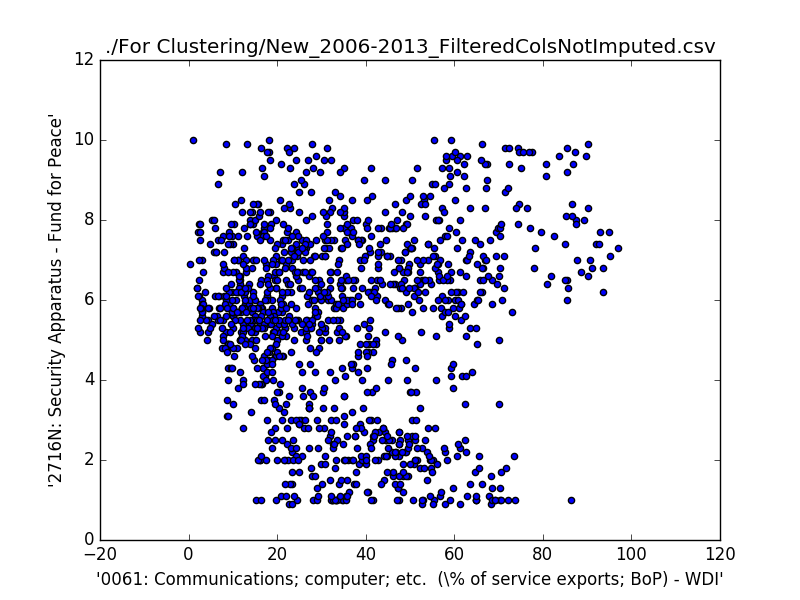 ./For Clustering/New_2006-2013_FilteredColsNotImputed.csv
12
10
8
6
4
2
0
'2716N: Security Apparatus - Fund for Peace'
−20 0 20 40 60 80 100 120
'0061: Communications; computer; etc.  (\% of service exports; BoP) - WDI'